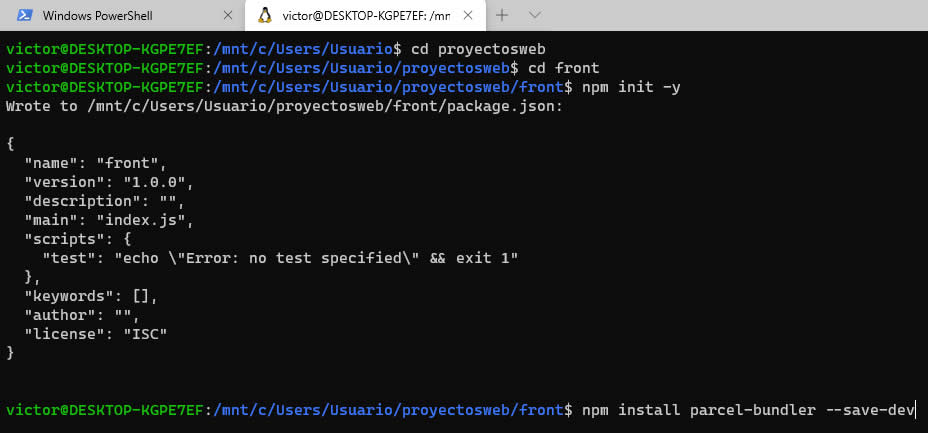 Windows PowerShell
victor@DESKTOP-KGPE7EF: /mn
victor@DESKTOP-KGPE7EF:/mnt/c/Users/Usuario$ cd proyectosweb
victor@DESKTOP-KGPE7EF:/mnt/c/Users/Usuario/proyectosweb$ cd front
victor@DESKTOP-KGPE7EF:/mnt/c/Users/Usuario/proyectosweb/front$ npm init -y
Wrote to /mnt/c/Users/Usuario/proyectosweb/front/package.json:
{
  "name": "front",
  "version": "1.0.0",
  "description": "",
  "main": "index.js",
  "scripts": {
    "test": "echo \"Error: no test specified\" && exit 1"
  },
  "keywords": [],
  "author": "",
  "license": "ISC"
}
victor@DESKTOP-KGPE7EF:/mnt/c/Users/Usuario/proyectosweb/front$ npm install parcel-bundler --save-dev